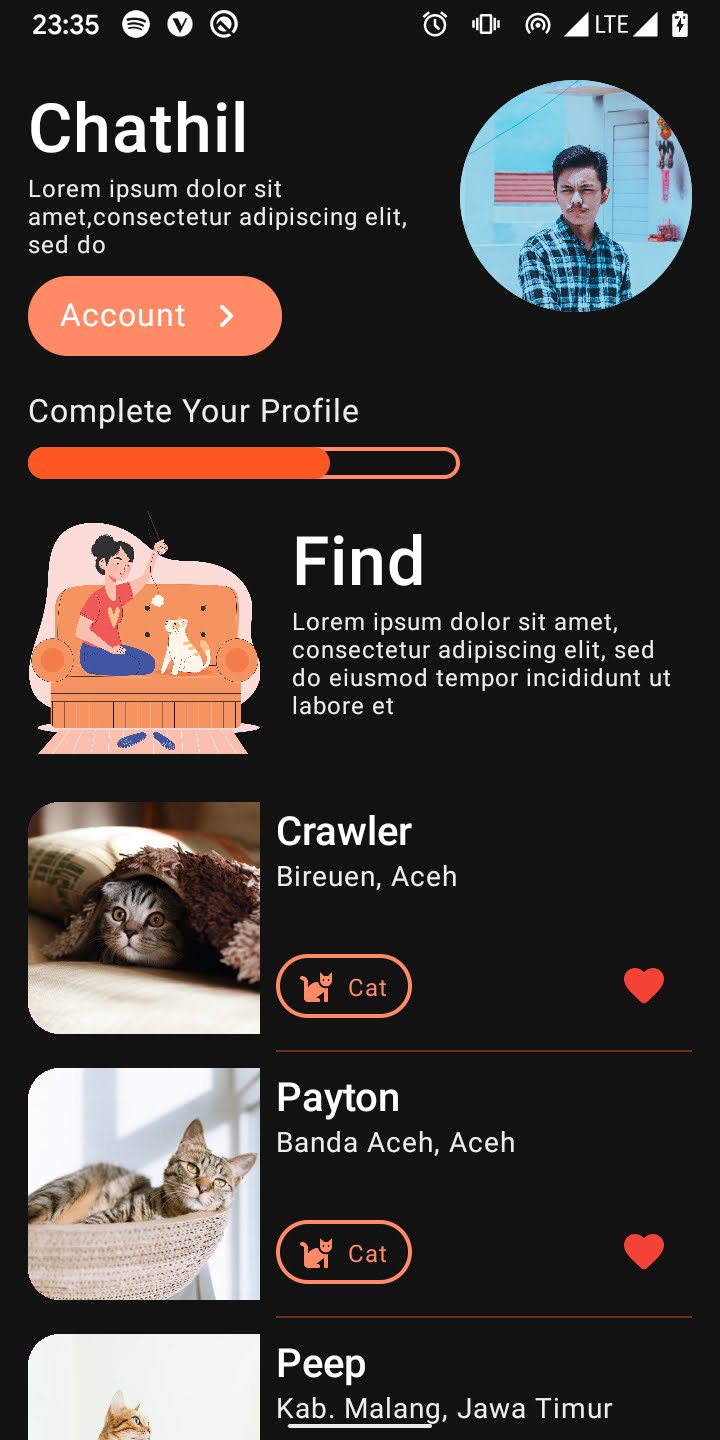 23:35
LTE
Chathil
Lorem ipsum dolor sit
amet,consectetur adipiscing elit,
sed do
Account
Complete Your Profile
Find
Lorem ipsum dolor sit amet,
consectetur adipiscing elit, sed
do eiusmod tempor incididunt ut
labore et
Crawler
Bireuen, Aceh
Cat
Payton
Banda Aceh, Aceh
Cat
Peep
Kab. Malang, Jawa Timur